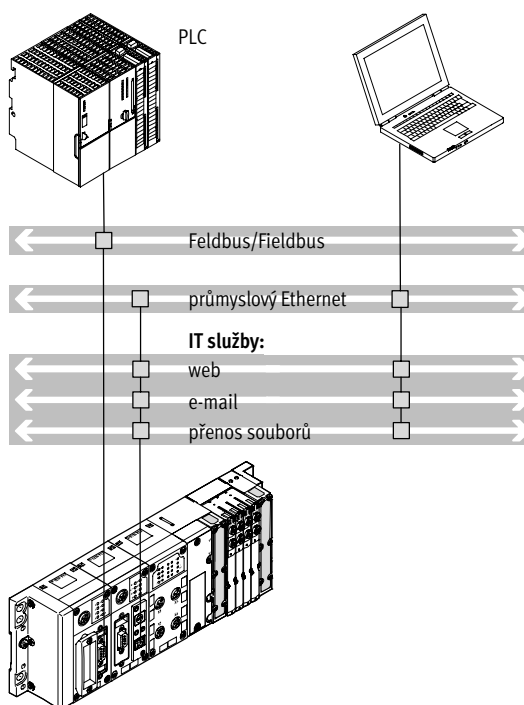 PLC
Feldbus/Fieldbus
průmyslový Ethernet
IT služby:
web
e-mail
přenos souborů